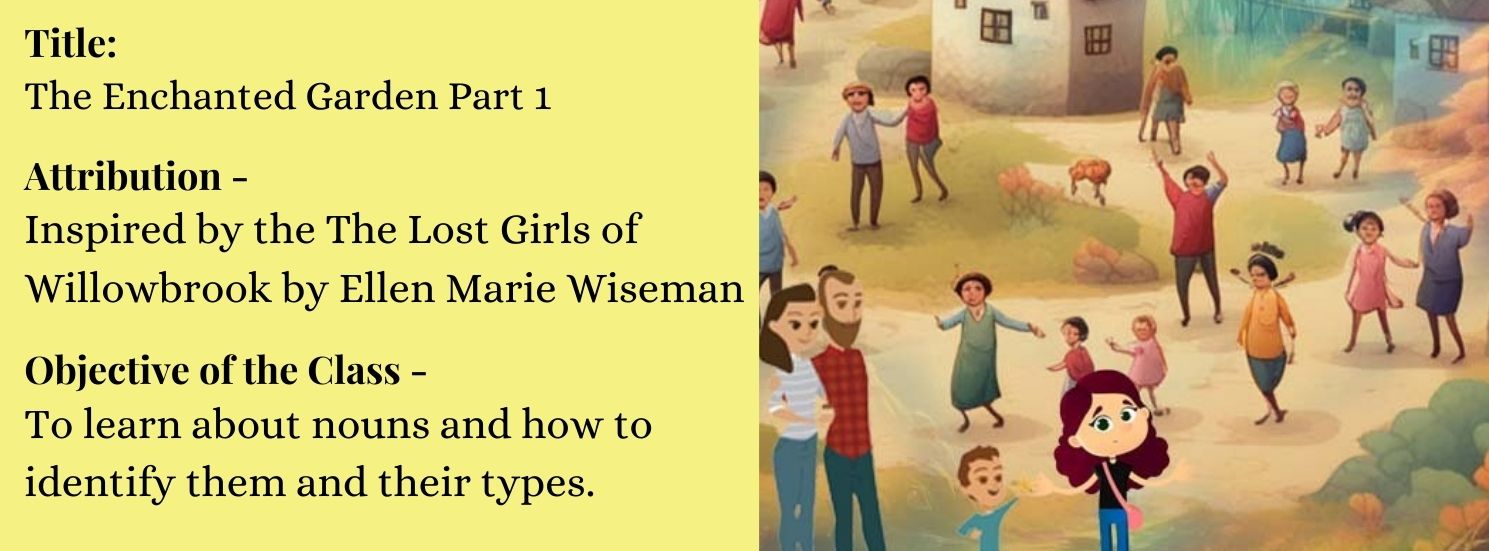 Title:
The Enchanted Garden Part 1
Attribution -
Inspired by the The Lost Girls of
Willowbrook by Ellen Marie Wiseman
Objective of the Class -
To learn about nouns and how to
identify them and their types.